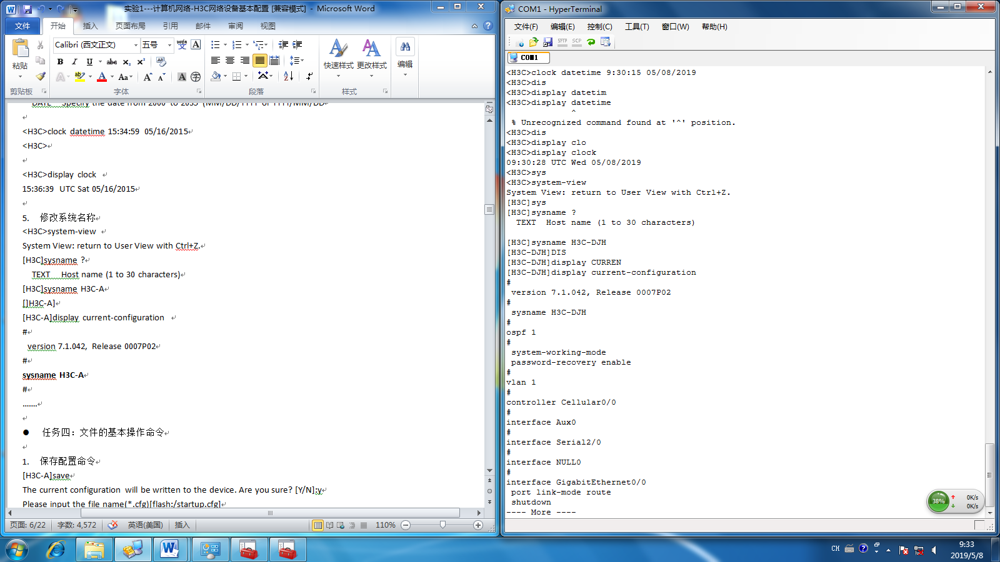 实验1---计算机网络-H3C网络设备基本配置 [兼容模式] - Microsoft Word
文件 开始 插入 页面布局 引用 邮件 审阅 视图
Calibri (西文正文) 五号
粘贴
快速样式 更改样式
编辑
剪贴板 字体 段落 样式
DATE Specify the date from 2000 to 2035 (MM/DD/YYYY or YYYY/MM/DD
<H3C>clock datetime 15:34:59 05/16/2015
<H3C>
<H3C>display clock
15:36:39 UTC Sat 05/16/2015
5. 修改系统名称
<H3C>system-view
System View: return to User View with Ctrl+Z.
[H3C]sysname ?
TEXT Host name (1 to 30 characters)
[H3C]sysname H3C-A
[]H3C-A]
[H3C-A]display current-configuration
#
version 7.1.042, Release 0007P02
#
sysname H3C-A
#
.......
● 任务四：文件的基本操作命令
1. 保存配置命令
[H3C-A]save
The current configuration will be written to the device. Are you sure? [Y/N]:y
Please input the file name(*.cfg)[flash:/startup.cfg]
页面: 6/22 字数: 4,572 英语(美国) 插入 110%
COM1 - HyperTerminal
文件(F) 编辑(E) 控制(C) 工具(T) 窗口(W) 帮助(H)
SFTP SCP
COM1
<H3C>clock datetime 9:30:15 05/08/2019
<H3C>dis
<H3C>display datetim
<H3C>display datetime
^
% Unrecognized command found at '^' position.
<H3C>dis
<H3C>display clo
<H3C>display clock
09:30:28 UTC Wed 05/08/2019
<H3C>sys
<H3C>system-view
System View: return to User View with Ctrl+Z.
[H3C]sys
[H3C]sysname ?
TEXT Host name (1 to 30 characters)
[H3C]sysname H3C-DJH
[H3C-DJH]DIS
[H3C-DJH]display CURREN
[H3C-DJH]display current-configuration
#
version 7.1.042, Release 0007P02
#
sysname H3C-DJH
#
ospf 1
#
system-working-mode
password-recovery enable
#
vlan 1
#
controller Cellular0/0
#
interface Aux0
#
interface Serial2/0
#
interface NULL0
#
interface GigabitEthernet0/0
port link-mode route
shutdown
---- More ----
38% 0K/s
0K/s
CH
9:33
2019/5/8